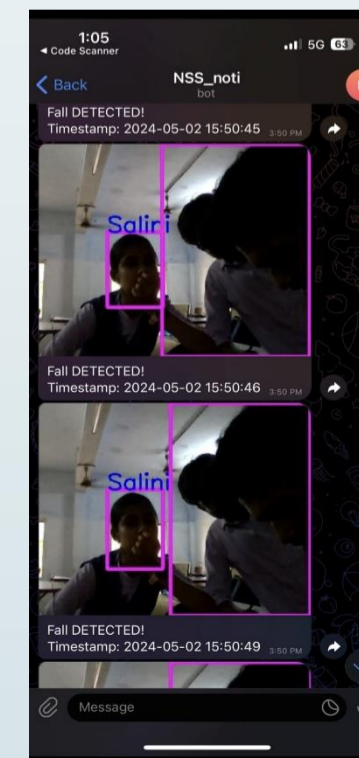 1:05
5G 63
Code Scanner
Back
NSS_noti
bot
Fall DETECTED!
Timestamp: 2024-05-02 15:50:45 3:50 PM
Salini
Fall DETECTED!
Timestamp: 2024-05-02 15:50:46 3:50 PM
Salini
Fall DETECTED!
Timestamp: 2024-05-02 15:50:49 3:50 PM
Message